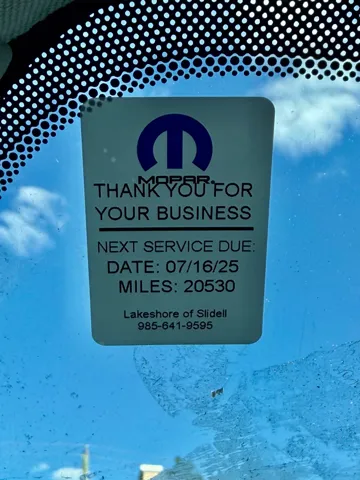 MOPAR
THANK YOU FOR
YOUR BUSINESS
NEXT SERVICE DUE:
DATE: 07/16/25
MILES: 20530
Lakeshore of Slidell
985-641-9595